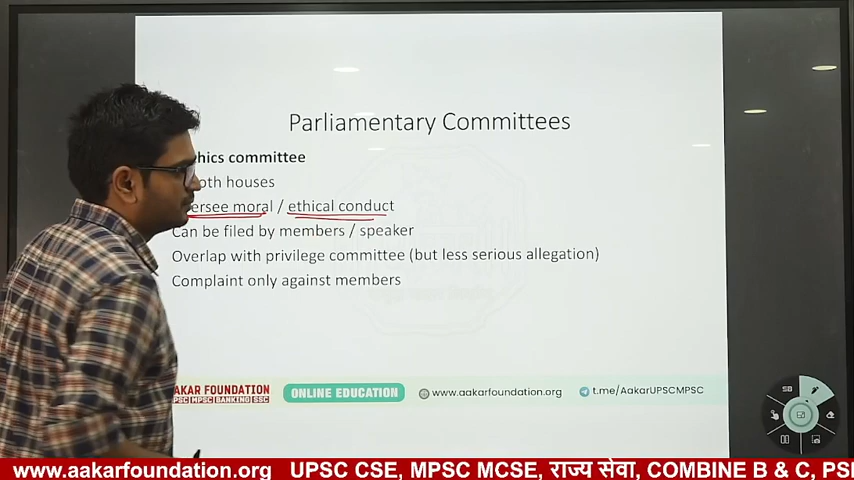 Parliamentary Committees
hics committee
oth houses
ersee moral / ethical conduct
Can be filed by members / speaker
Overlap with privilege committee (but less serious allegation)
Complaint only against members
AKAR FOUNDATION
PSC MPSC BANKING SSC
ONLINE EDUCATION
www.aakarfoundation.org
t.me/AakarUPSCMPSC
www.aakarfoundation.org UPSC CSE, MPSC MCSE, राज्य सेवा, COMBINE B & C, PSI